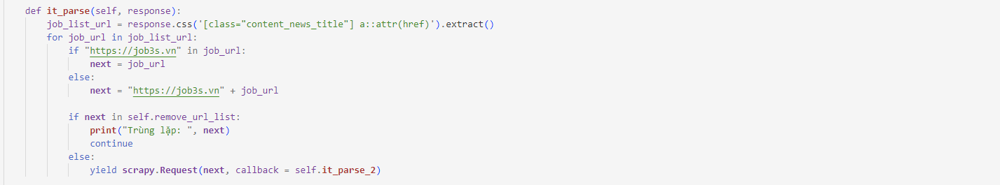 def it_parse(self, response):
    job_list_url = response.css('[class="content_news_title"] a::attr(href)').extract()
    for job_url in job_list_url:
        if "https://job3s.vn" in job_url:
            next = job_url
        else:
            next = "https://job3s.vn" + job_url

        if next in self.remove_url_list:
            print("Trùng lặp: ", next)
            continue
        else:
            yield scrapy.Request(next, callback = self.it_parse_2)